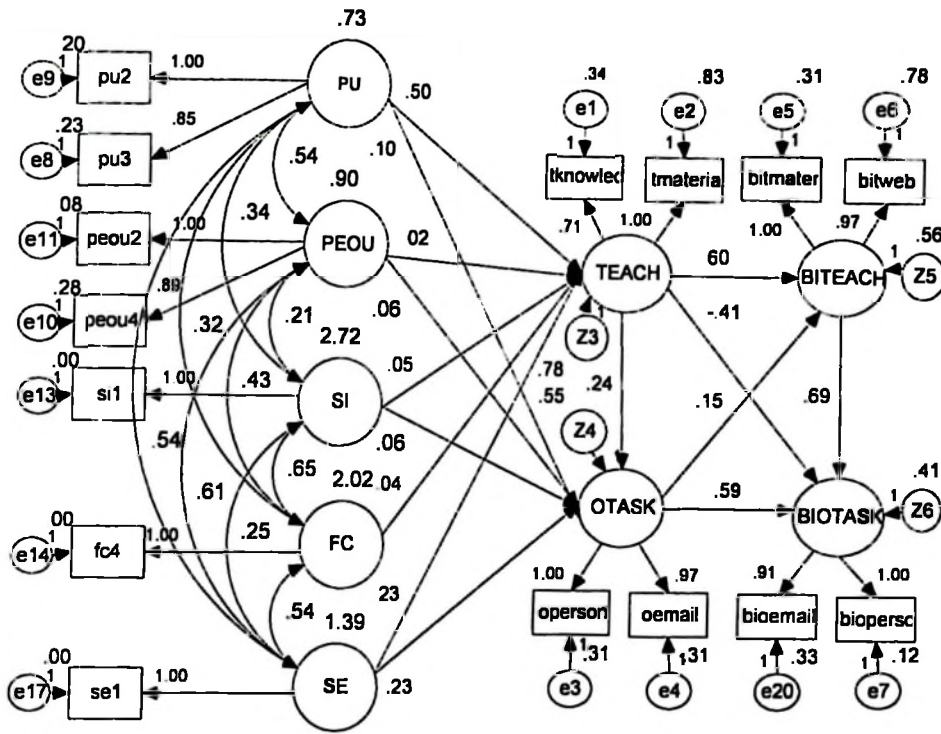 .73
.20
1
e9
pu2
1.00
PU
.50
.34
.83
.31
.78
e1
e2
e5
e6
.23
1
e8
pu3
.85
.10
1
1
1
1
.54
.90
tknowlec
tmateria
bitmater
bitweb
08
1
e11
peou2
1.00
.34
PEOU
02
.71
1.00
1.00
.97
.56
TEACH
60
BITEACH
1
Z5
.28
1
e10
peou4
.89
.32
.21
.06
1
Z3
-.41
2.72
.00
1
e13
si1
1.00
.43
SI
.05
.78
.55
.24
.15
.69
.54
.61
.65
.06
Z4
2.02
.04
OTASK
.59
BIOTASK
.41
1
Z6
00
1
e14
fc4
1.00
.25
FC
23
1.00
.97
.91
1.00
.54
1.39
operson
oemail
bioemail
biopersc
.00
1
e17
se1
1.00
SE
.23
1
.31
1
.31
1
.33
1
.12
e3
e4
e20
e7